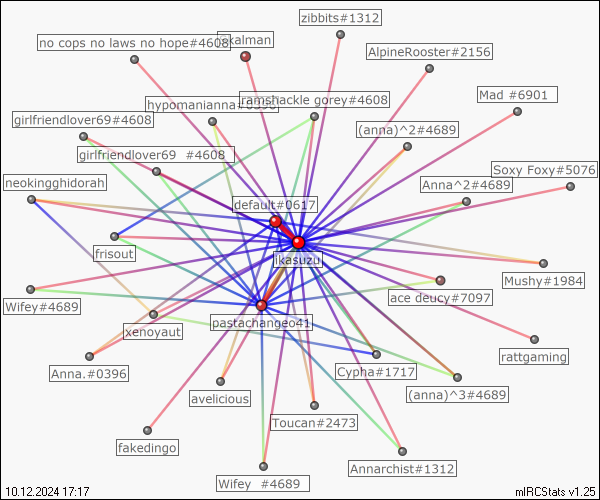 zibbits#1312
no cops no laws no hope#4608
kalman
AlpineRooster#2156
Mad #6901
hypomanianna.#0396
ramshackle gorey#4608
girlfriendlover69#4608
(anna)^2#4689
girlfriendlover69 #4608
Soxy Foxy#5076
neokingghidorah
Anna^2#4689
default#0617
frisout
ikasuzu
Mushy#1984
Wifey#4689
ace deucy#7097
xenoyaut
pastachangeo41
rattgaming
Anna.#0396
Cypha#1717
avelicious
(anna)^3#4689
Toucan#2473
fakedingo
Annarchist#1312
Wifey #4689
10.12.2024 17:17
mIRCStats v1.25